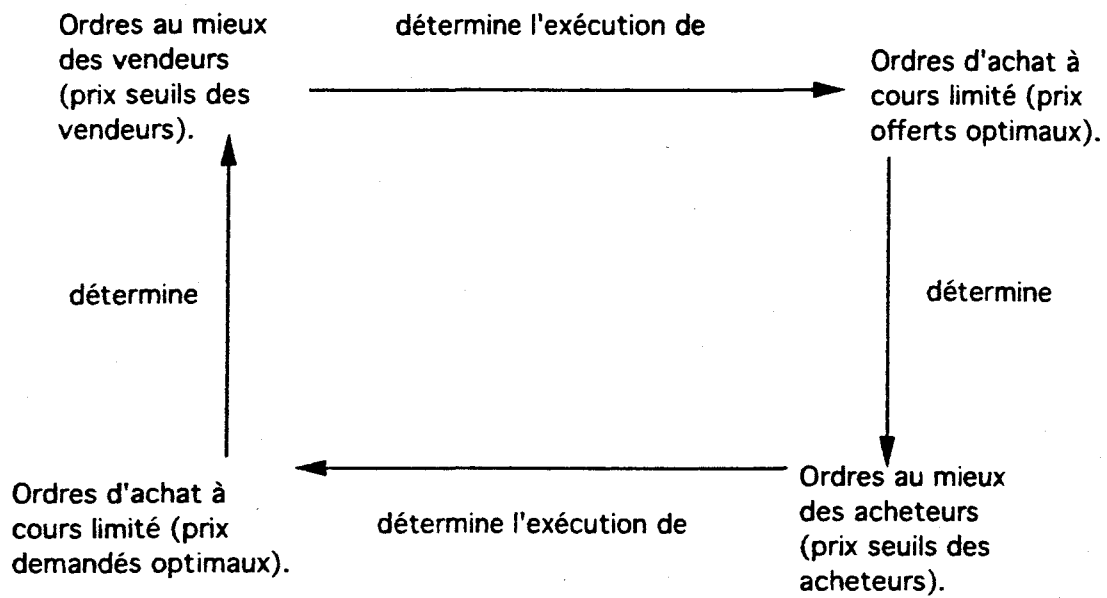 Ordres au mieux
des vendeurs
(prix seuils des
vendeurs).
détermine l'exécution de
Ordres d'achat à
cours limité (prix
offerts optimaux).
détermine
détermine
Ordres d'achat à
cours limité (prix
demandés optimaux).
détermine l'exécution de
Ordres au mieux
des acheteurs
(prix seuils des
acheteurs).